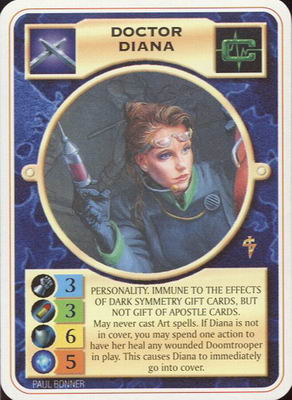 DOCTOR
DIANA
3
3
6
5
PERSONALITY. IMMUNE TO THE EFFECTS
OF DARK SYMMETRY GIFT CARDS, BUT
NOT GIFT OF APOSTLE CARDS.
May never cast Art spells. If Diana is not
in cover, you may spend one action to
have her heal any wounded Doomtrooper
in play. This causes Diana to immediately
go into cover.
PAUL BONNER